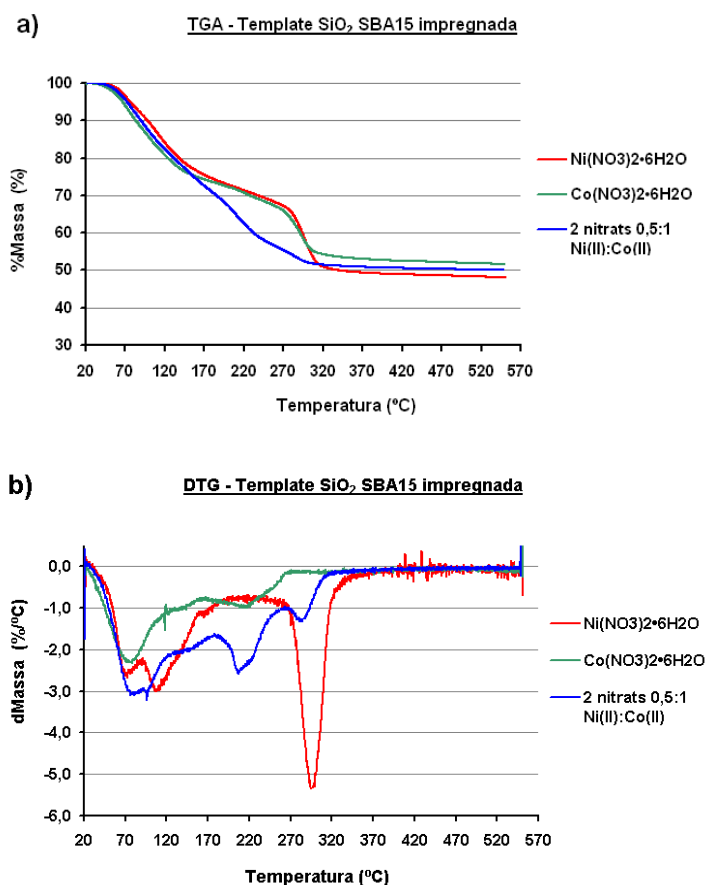 a)
TGA - Template SiO₂ SBA15 impregnada
100
90
80
70
60
50
40
30
%Massa (%)
20 70 120 170 220 270 320 370 420 470 520 570
Temperatura (ºC)
Ni(NO3)2•6H2O
Co(NO3)2•6H2O
2 nitrats 0,5:1
Ni(II):Co(II)
b)
DTG - Template SiO₂ SBA15 impregnada
0,0
-1,0
-2,0
-3,0
-4,0
-5,0
-6,0
dMassa (%/ºC)
20 70 120 170 220 270 320 370 420 470 520 570
Temperatura (ºC)
Ni(NO3)2•6H2O
Co(NO3)2•6H2O
2 nitrats 0,5:1
Ni(II):Co(II)